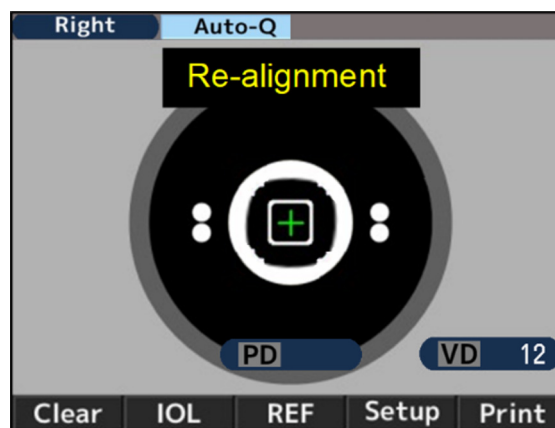 Right Auto-Q
Re-alignment
PD VD 12
Clear IOL REF Setup Print